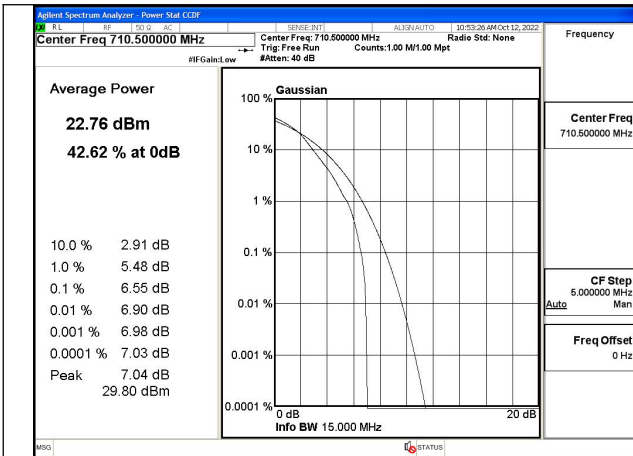 Agilent Spectrum Analyzer - Power Stat CCDF
RL RF 50 Ω AC SENSE:INT ALIGN AUTO 10:53:26 AM Oct 12, 2022
Center Freq 710.500000 MHz
Center Freq: 710.500000 MHz Radio Std: None
Trig: Free Run Counts:1.00 M/1.00 Mpt
#IFGain:Low #Atten: 40 dB
Frequency
Average Power
22.76 dBm
42.62 % at 0dB
10.0 % 2.91 dB
1.0 % 5.48 dB
0.1 % 6.55 dB
0.01 % 6.90 dB
0.001 % 6.98 dB
0.0001 % 7.03 dB
Peak 7.04 dB
29.80 dBm
Gaussian
100 %
10 %
1 %
0.1 %
0.01 %
0.001 %
0.0001 %
0 dB 20 dB
Info BW 15.000 MHz
Center Freq
710.500000 MHz
CF Step
5.000000 MHz
Auto Man
Freq Offset
0 Hz
MSG STATUS